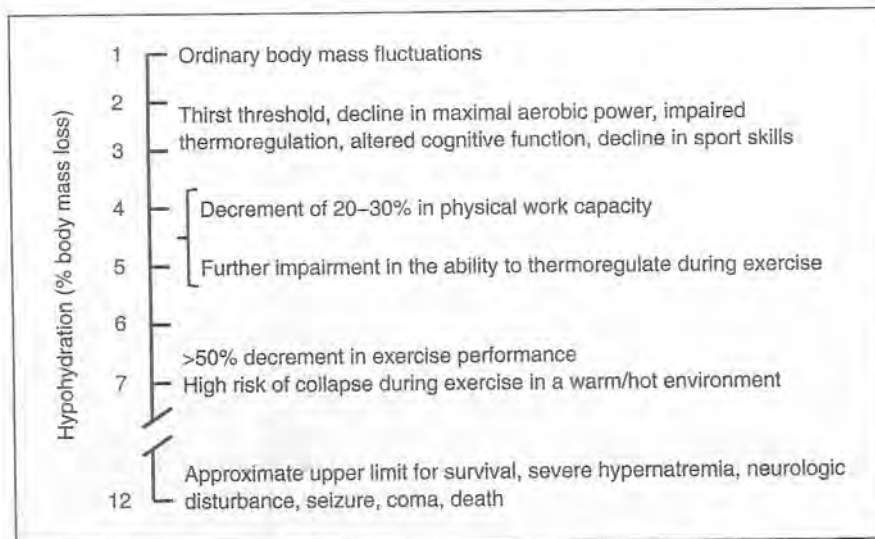 Hypohydration (% body mass loss)
1 Ordinary body mass fluctuations
2
Thirst threshold, decline in maximal aerobic power, impaired
thermoregulation, altered cognitive function, decline in sport skills
3
4 Decrement of 20–30% in physical work capacity
5 Further impairment in the ability to thermoregulate during exercise
6
>50% decrement in exercise performance
7 High risk of collapse during exercise in a warm/hot environment
Approximate upper limit for survival, severe hypernatremia, neurologic
12 disturbance, seizure, coma, death